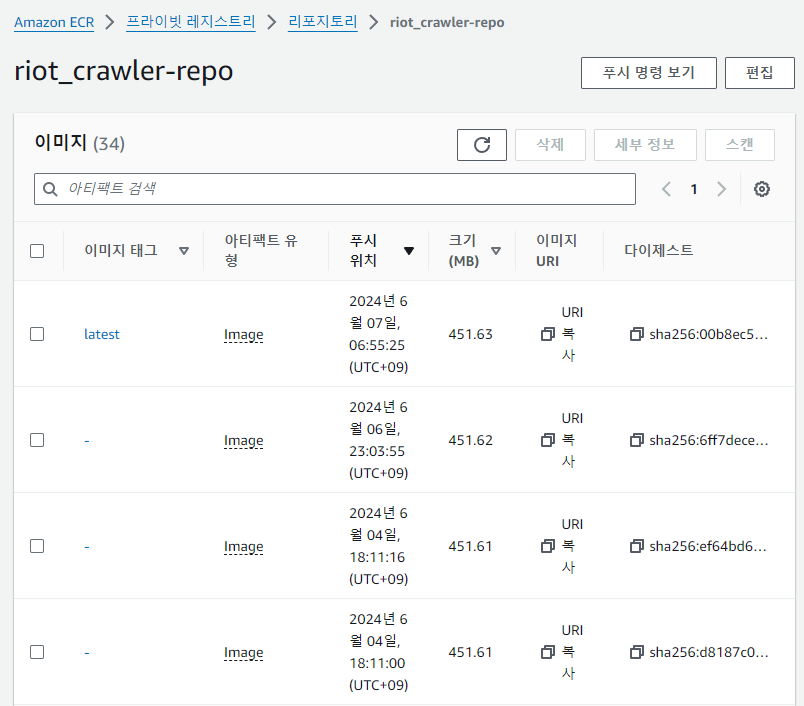 Amazon ECR > 프라이빗 레지스트리 > 리포지토리 > riot_crawler-repo
riot_crawler-repo
푸시 명령 보기
편집
이미지 (34)
삭제
세부 정보
스캔
아티팩트 검색
1
이미지 태그
아티팩트 유
형
푸시
위치
크기
(MB)
이미지
URI
다이제스트
latest
Image
2024년 6
월 07일,
06:55:25
(UTC+09)
451.63
URI
복
사
sha256:00b8ec5...
-
Image
2024년 6
월 06일,
23:03:55
(UTC+09)
451.62
URI
복
사
sha256:6ff7dece...
-
Image
2024년 6
월 04일,
18:11:16
(UTC+09)
451.61
URI
복
사
sha256:ef64bd6...
-
Image
2024년 6
월 04일,
18:11:00
(UTC+09)
451.61
URI
복
사
sha256:d8187c0...